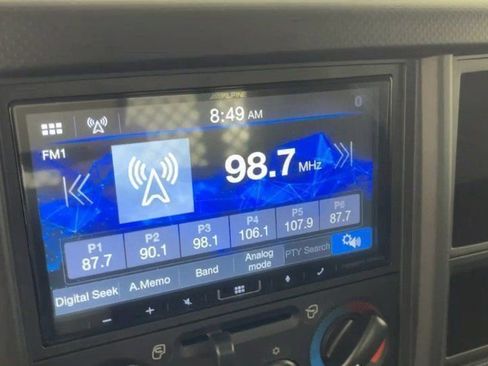 ALPINE
8:49 AM
FM1
98.7 MHz
P1 P2 P3 P4 P5 P6
87.7 90.1 98.1 106.1 107.9 87.7
Digital Seek A.Memo Band Analog mode PTY Search